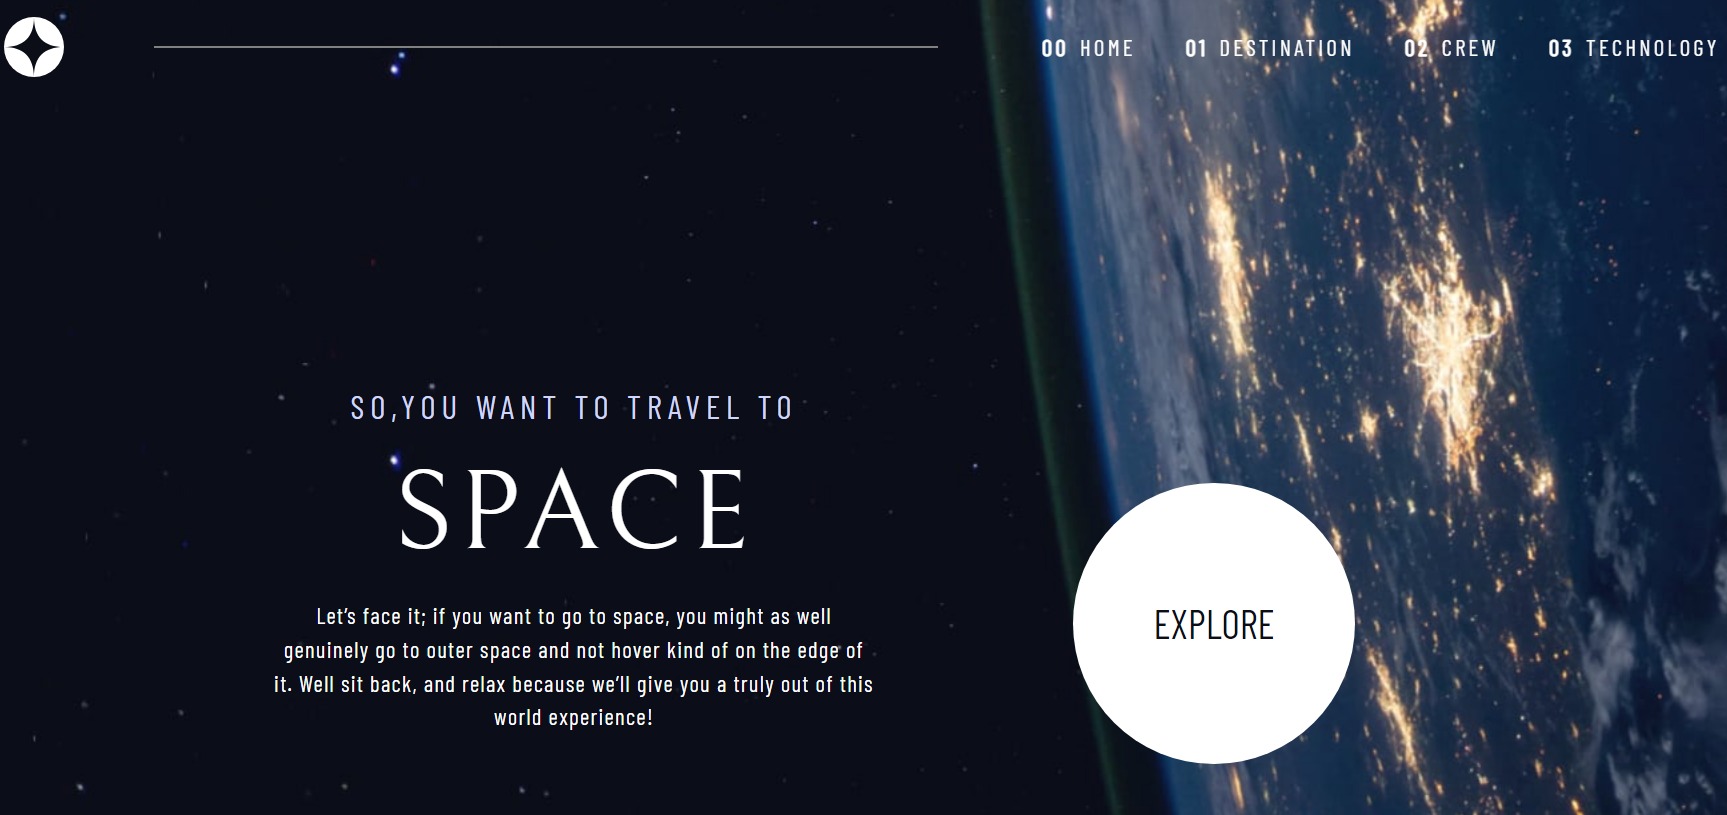 00 HOME 01 DESTINATION 02 CREW 03 TECHNOLOGY
SO,YOU WANT TO TRAVEL TO
SPACE
Let’s face it; if you want to go to space, you might as well
genuinely go to outer space and not hover kind of on the edge of
it. Well sit back, and relax because we’ll give you a truly out of this
world experience!
EXPLORE